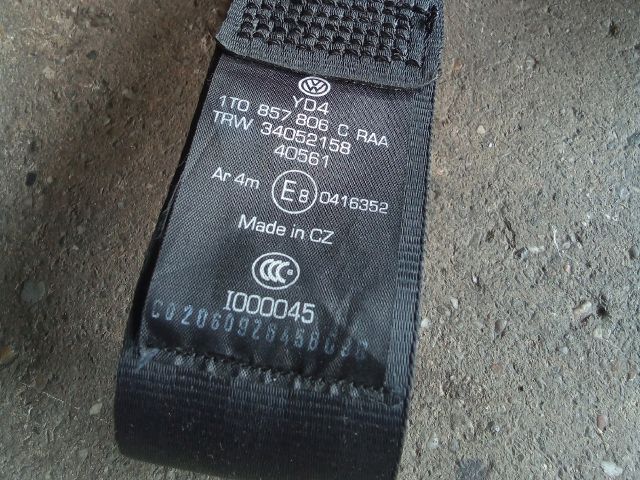 YD4
1T0 857 806 C RAA
TRW 34052158
40561
Ar 4m E8 0416352
Made in CZ
I000045